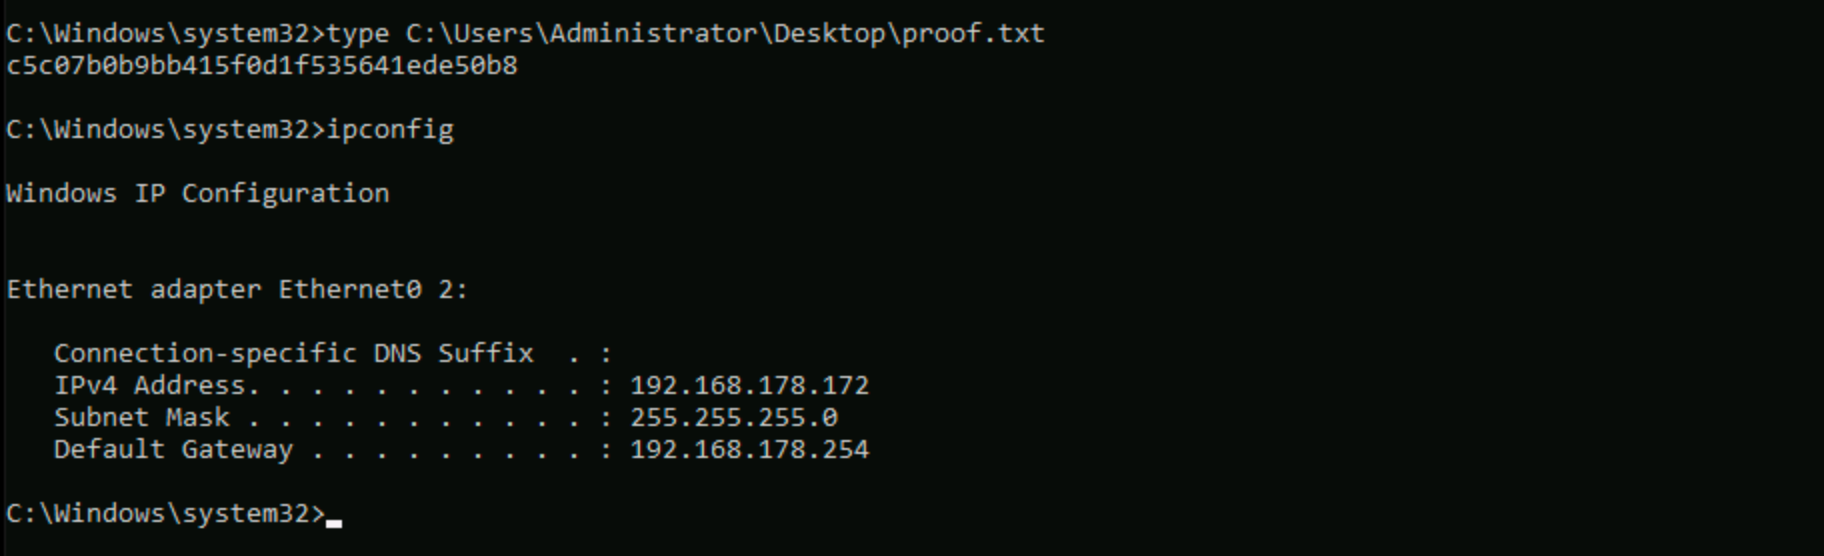 C:\Windows\system32>type C:\Users\Administrator\Desktop\proof.txt
c5c07b0b9bb415f0d1f535641ede50b8
C:\Windows\system32>ipconfig
Windows IP Configuration
Ethernet adapter Ethernet0 2:
   Connection-specific DNS Suffix  . :
   IPv4 Address. . . . . . . . . . . : 192.168.178.172
   Subnet Mask . . . . . . . . . . . : 255.255.255.0
   Default Gateway . . . . . . . . . : 192.168.178.254
C:\Windows\system32>